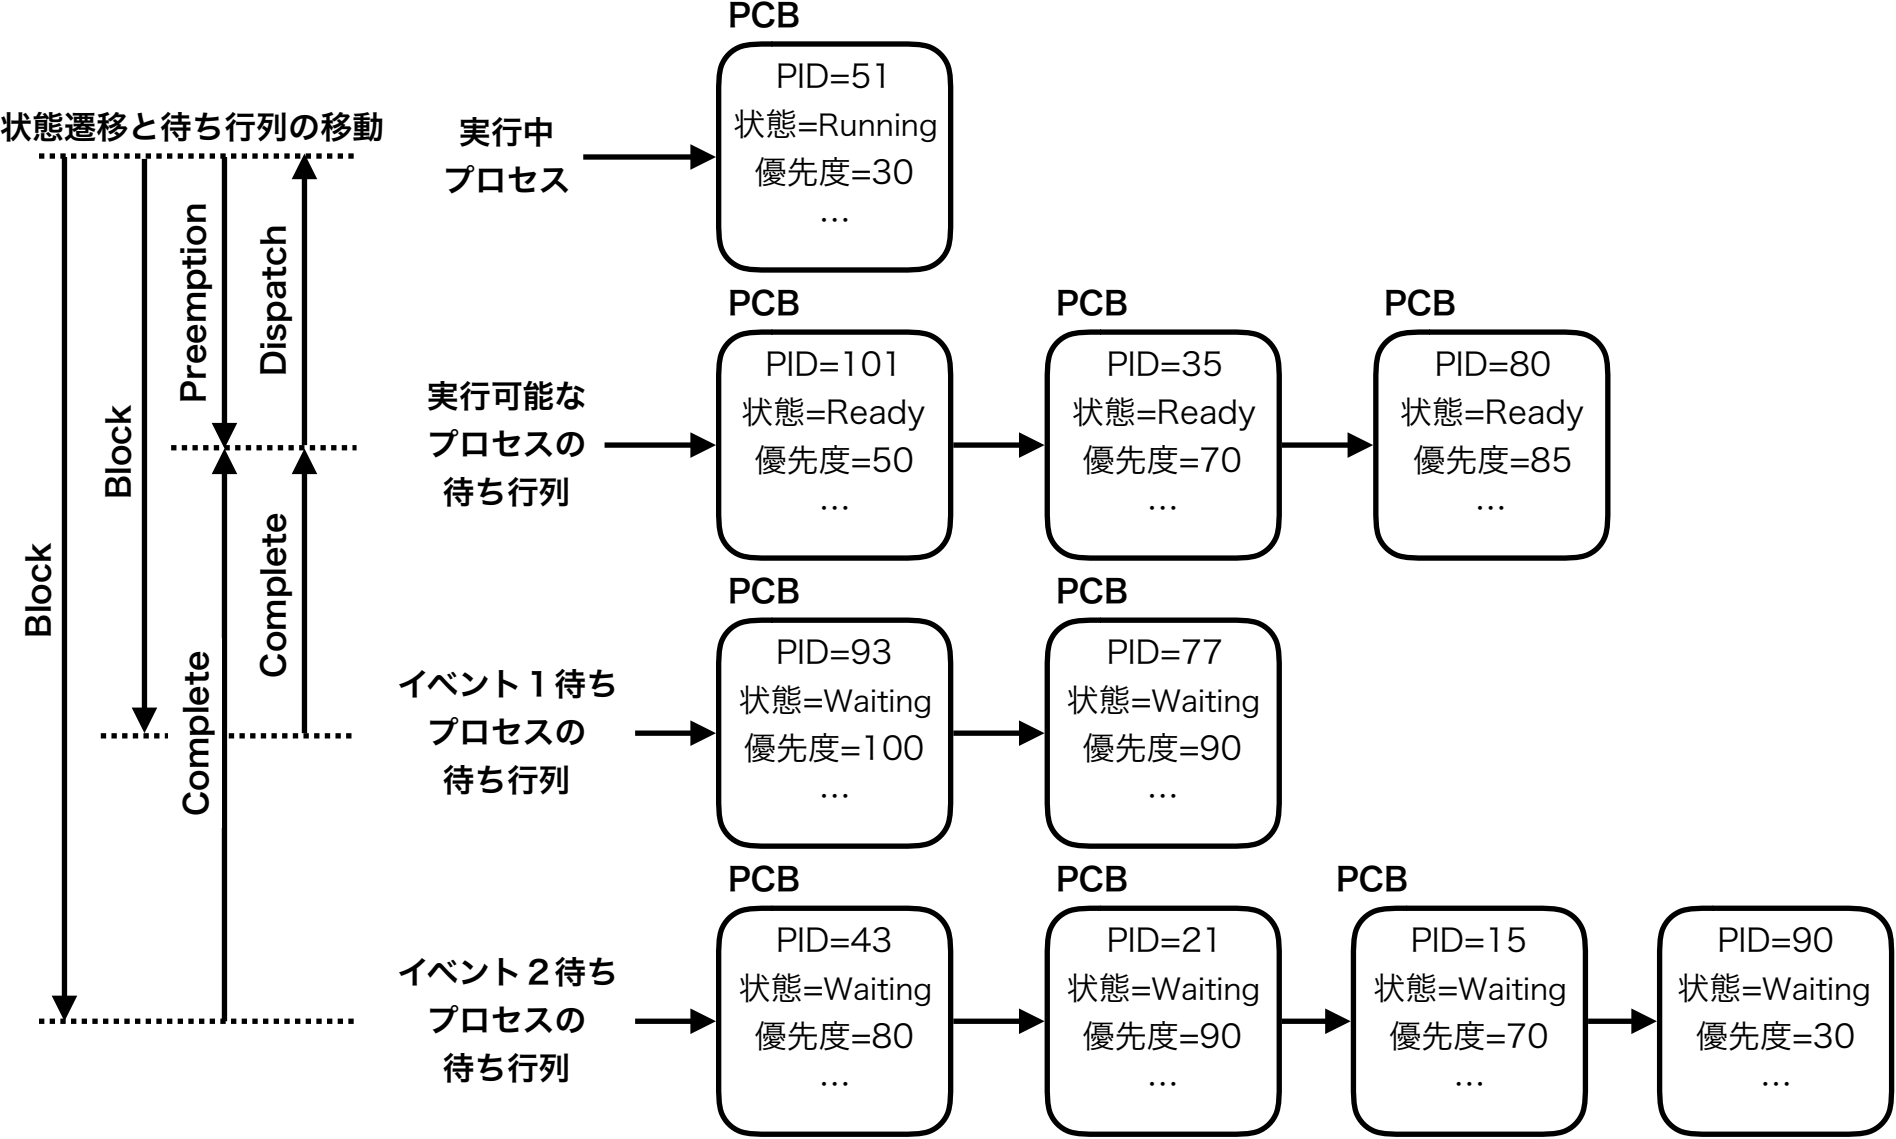 PCB
PID=51
状態=Running
優先度=30
...
状態遷移と待ち行列の移動
実行中
プロセス
Block
Block
Preemption
Dispatch
Complete
Complete
PCB
PCB
PCB
実行可能な
プロセスの
待ち行列
PID=101
状態=Ready
優先度=50
...
PID=35
状態=Ready
優先度=70
...
PID=80
状態=Ready
優先度=85
...
PCB
PCB
イベント1待ち
プロセスの
待ち行列
PID=93
状態=Waiting
優先度=100
...
PID=77
状態=Waiting
優先度=90
...
PCB
PCB
PCB
イベント2待ち
プロセスの
待ち行列
PID=43
状態=Waiting
優先度=80
...
PID=21
状態=Waiting
優先度=90
...
PID=15
状態=Waiting
優先度=70
...
PID=90
状態=Waiting
優先度=30
...